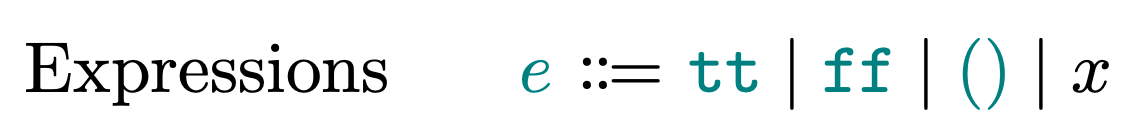 Expressions e ::= tt | ff | () | x